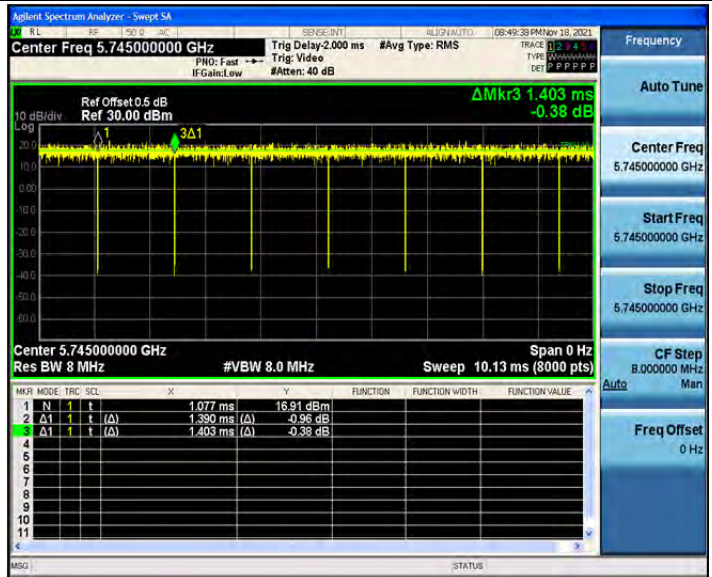 Agilent Spectrum Analyzer - Swept SA
RL RF 50 Ω AC SENSE:INT ALIGN AUTO 08:49:38 PM Nov 18, 2021
Center Freq 5.745000000 GHz
PNO: Fast
IFGain:Low
Trig Delay-2.000 ms
Trig: Video
#Atten: 40 dB
#Avg Type: RMS
TRACE 1 2 3 4 5 6
TYPE
DET P P P P P P
Frequency
Auto Tune
Center Freq
5.745000000 GHz
Start Freq
5.745000000 GHz
Stop Freq
5.745000000 GHz
CF Step
8.000000 MHz
Auto Man
Freq Offset
0 Hz
ΔMkr3 1.403 ms
-0.38 dB
Ref Offset 0.5 dB
10 dB/div Ref 30.00 dBm
Log
1
3Δ1
20.0
10.0
0.00
-10.0
-20.0
-30.0
-40.0
-50.0
-60.0
Center 5.745000000 GHz Span 0 Hz
Res BW 8 MHz #VBW 8.0 MHz Sweep 10.13 ms (8000 pts)
MKR MODE TRC SCL X Y FUNCTION FUNCTION WIDTH FUNCTION VALUE
1 N 1 t 1.077 ms 16.91 dBm
2 Δ1 1 t (Δ) 1.390 ms (Δ) -0.96 dB
3 Δ1 1 t (Δ) 1.403 ms (Δ) -0.38 dB
4
5
6
7
8
9
10
11
MSG STATUS